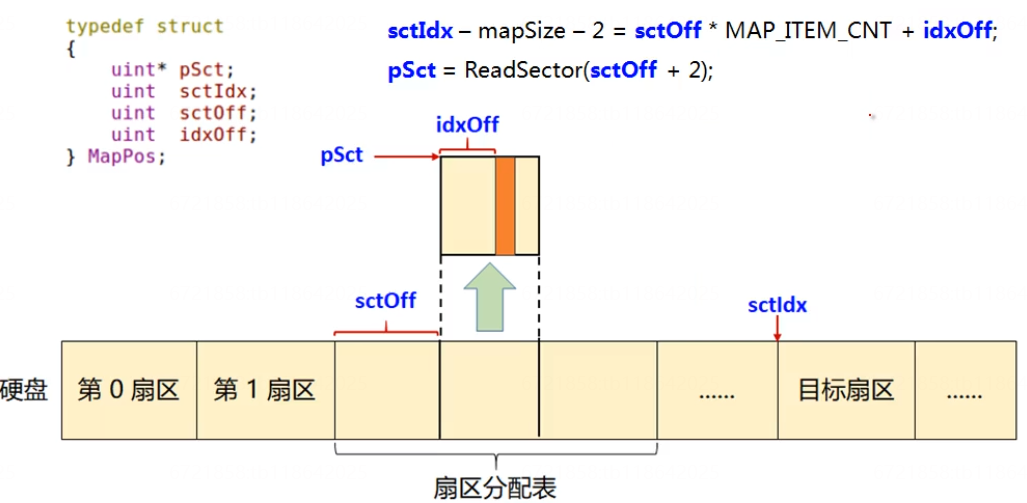 typedef struct
{
uint* pSct;
uint sctIdx;
uint sctOff;
uint idxOff;
} MapPos;
sctIdx – mapSize – 2 = sctOff * MAP_ITEM_CNT + idxOff;
pSct = ReadSector(sctOff + 2);
idxOff
pSct
sctOff
sctIdx
硬盘
第 0 扇区
第 1 扇区
......
目标扇区
......
扇区分配表